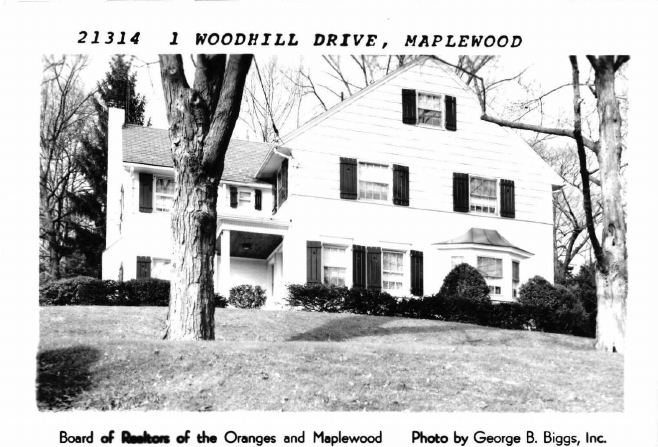 21314 1 WOODHILL DRIVE, MAPLEWOOD
Board of Realtors of the Oranges and Maplewood Photo by George B. Biggs, Inc.